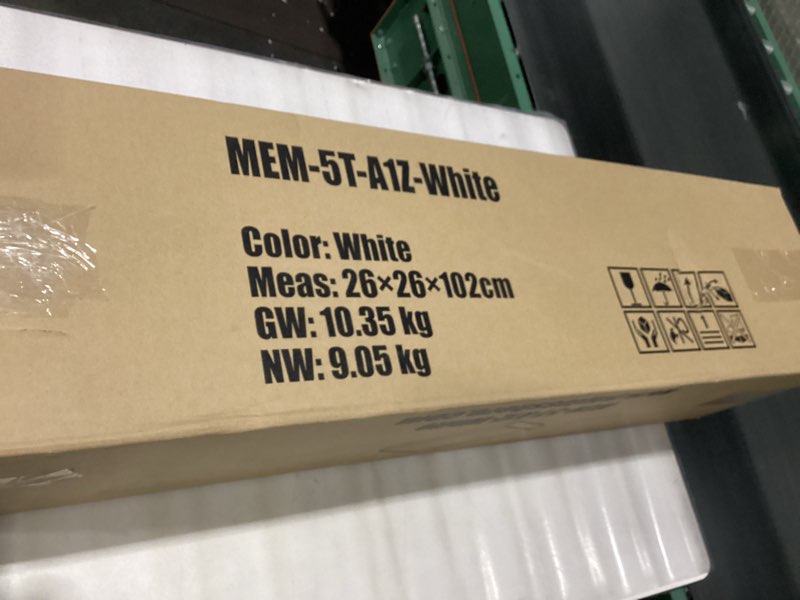 MEM-5T-A1Z-White
Color: White
Meas: 26×26×102cm
GW: 10.35 kg
NW: 9.05 kg